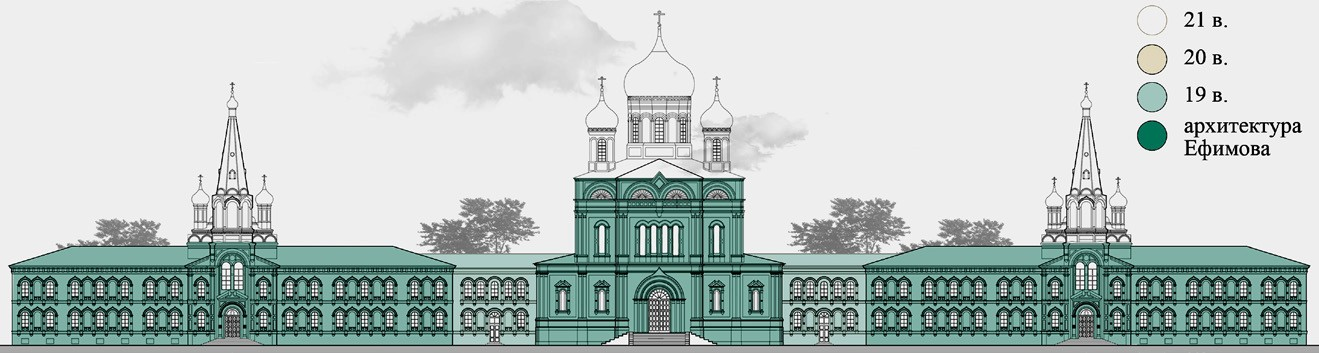 21 в.
20 в.
19 в.
архитектура
Ефимова